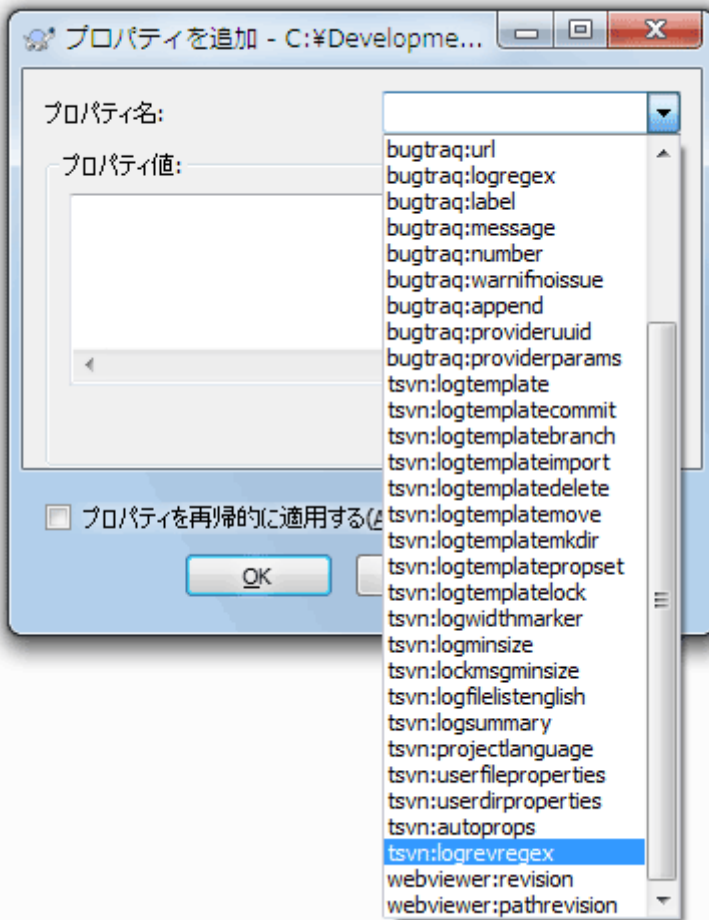 プロパティを追加 - C:¥Developme...
プロパティ名:
プロパティ値:
bugtraq:url
bugtraq:logregex
bugtraq:label
bugtraq:message
bugtraq:number
bugtraq:warnifnoissue
bugtraq:append
bugtraq:provideruuid
bugtraq:providerparams
tsvn:logtemplate
tsvn:logtemplatecommit
tsvn:logtemplatebranch
tsvn:logtemplateimport
tsvn:logtemplatedelete
tsvn:logtemplatemove
tsvn:logtemplatemkdir
tsvn:logtemplatepropset
tsvn:logtemplatelock
tsvn:logwidthmarker
tsvn:logminsize
tsvn:lockmsgminsize
tsvn:logfilelistenglish
tsvn:logsummary
tsvn:projectlanguage
tsvn:userfileproperties
tsvn:userdirproperties
tsvn:autoprops
tsvn:logrevregex
webviewer:revision
webviewer:pathrevision
プロパティを再帰的に適用する(A
OK